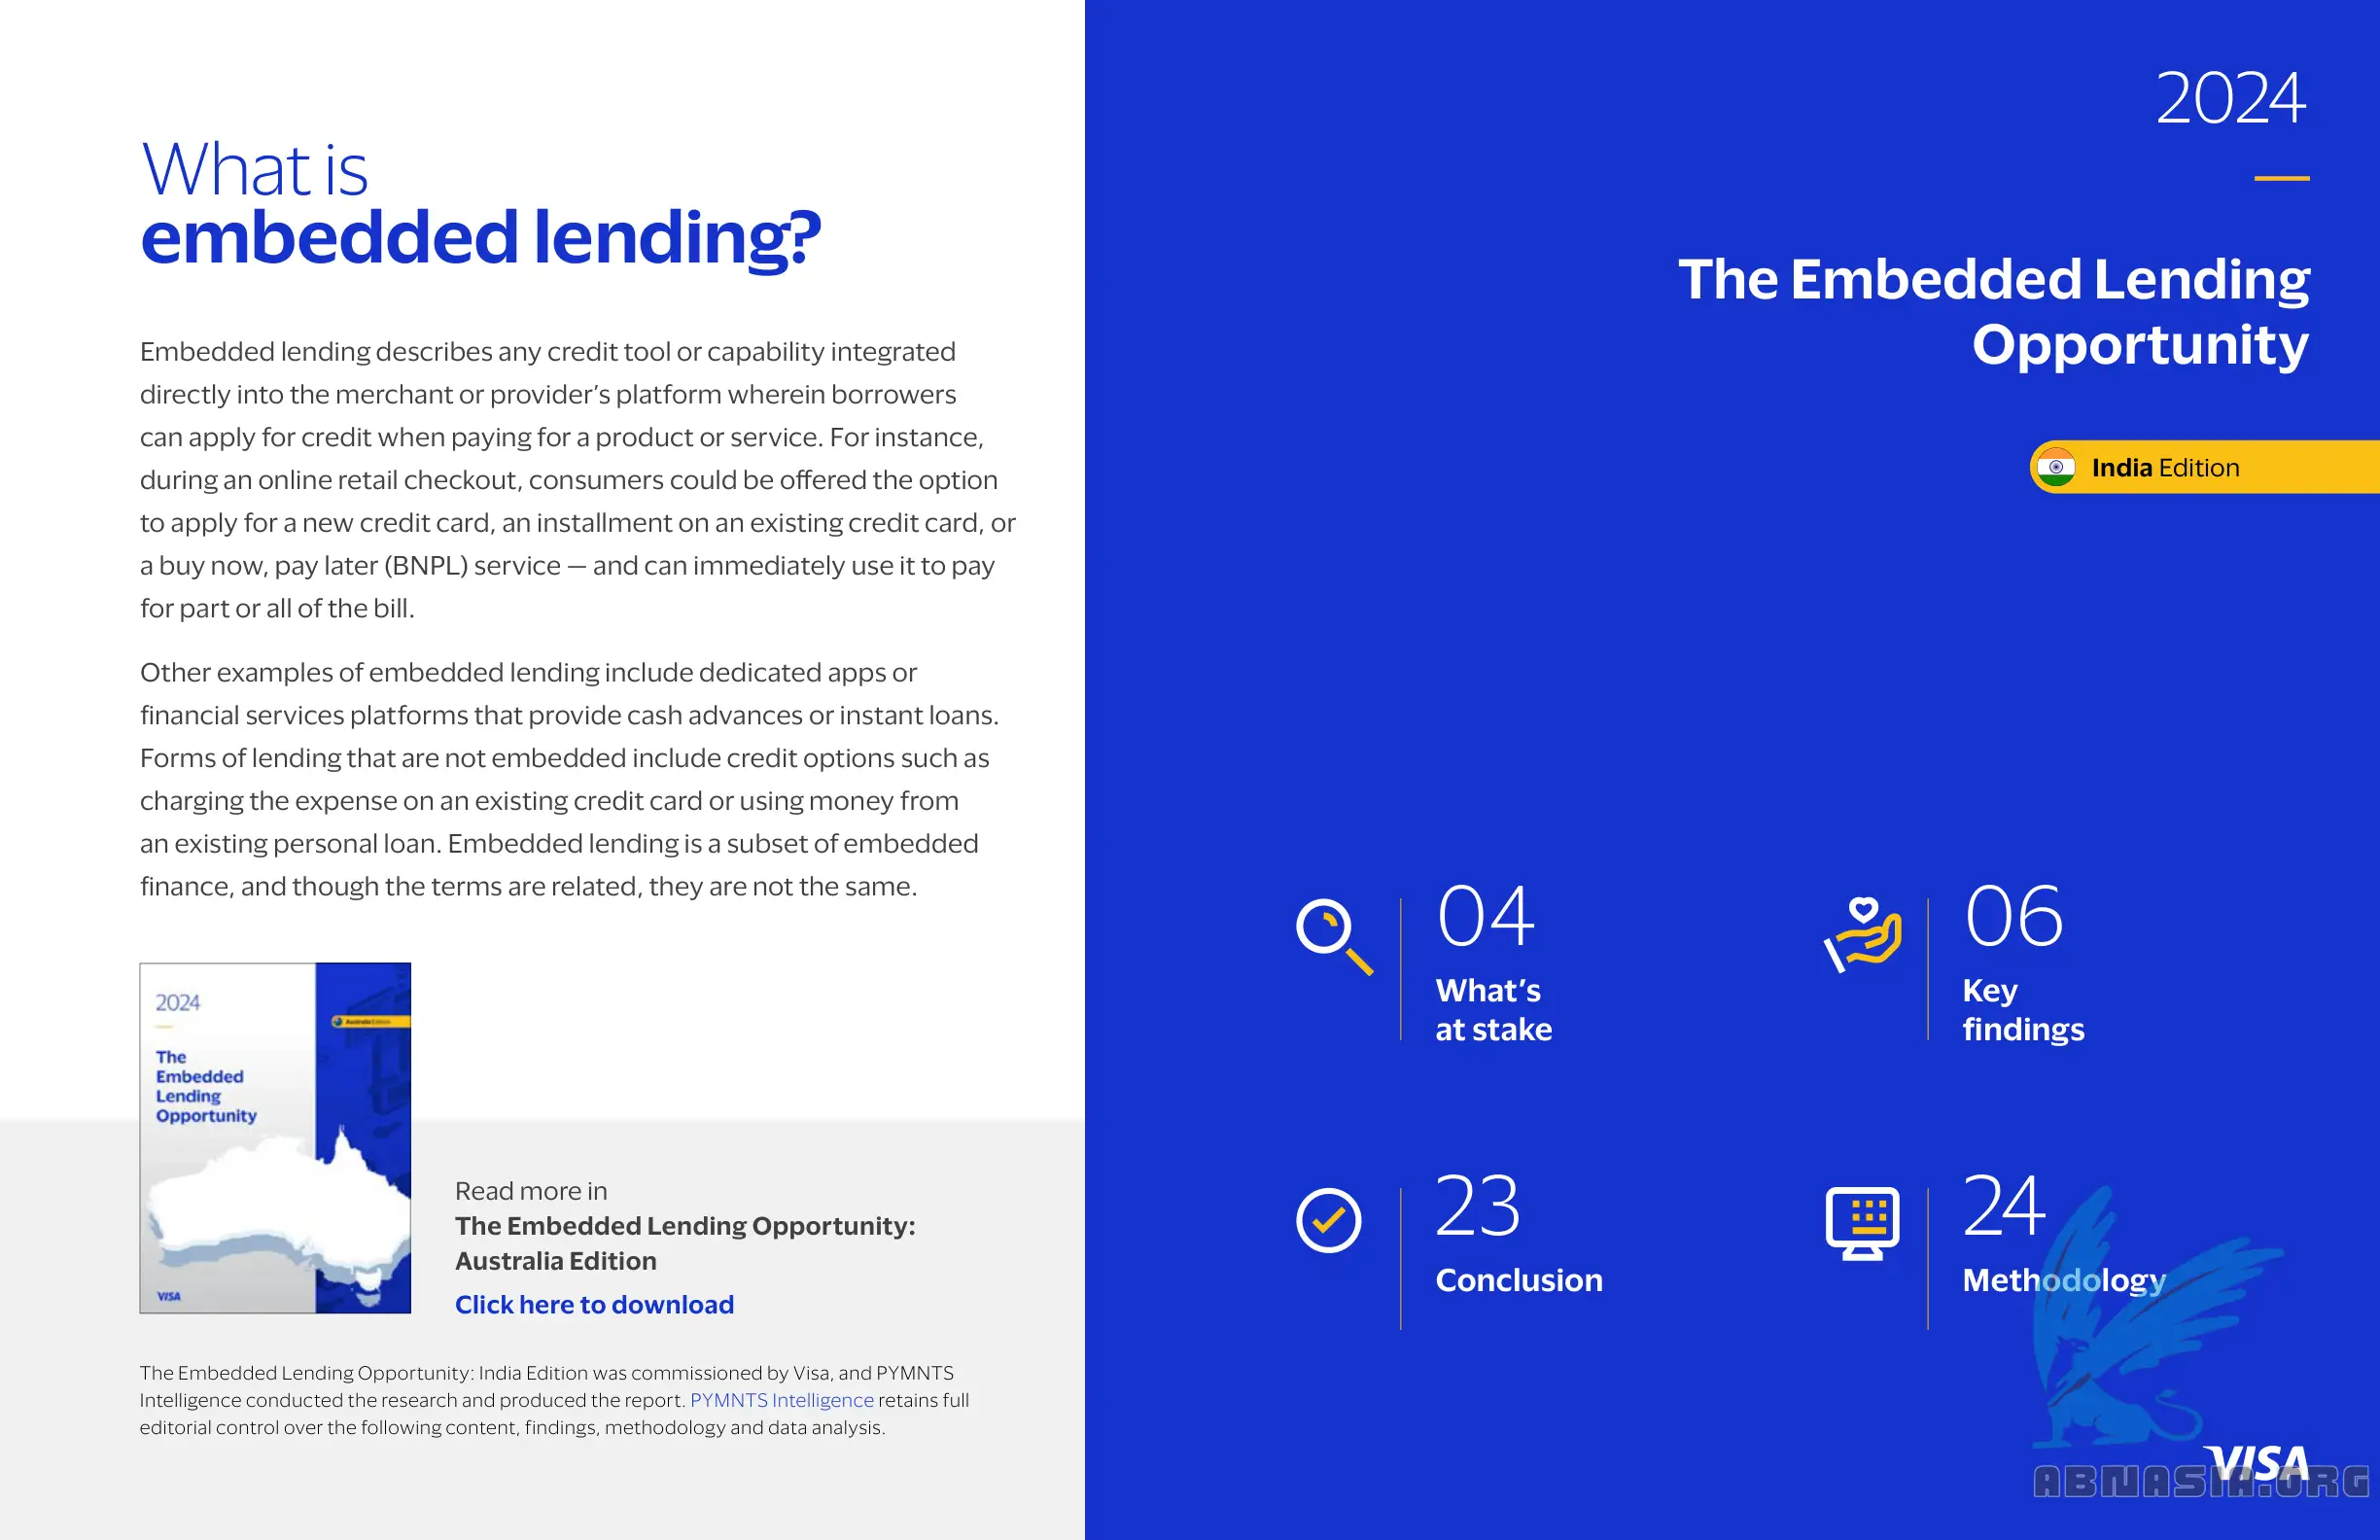 What is
embedded lending?
Embedded lending describes any credit tool or capability integrated
directly into the merchant or provider’s platform wherein borrowers
can apply for credit when paying for a product or service. For instance,
during an online retail checkout, consumers could be offered the option
to apply for a new credit card, an installment on an existing credit card, or
a buy now, pay later (BNPL) service — and can immediately use it to pay
for part or all of the bill.
Other examples of embedded lending include dedicated apps or
financial services platforms that provide cash advances or instant loans.
Forms of lending that are not embedded include credit options such as
charging the expense on an existing credit card or using money from
an existing personal loan. Embedded lending is a subset of embedded
finance, and though the terms are related, they are not the same.
2024
Australia Edition
The
Embedded
Lending
Opportunity
VISA
Read more in
The Embedded Lending Opportunity:
Australia Edition
Click here to download
The Embedded Lending Opportunity: India Edition was commissioned by Visa, and PYMNTS
Intelligence conducted the research and produced the report. PYMNTS Intelligence retains full
editorial control over the following content, findings, methodology and data analysis.
2024
The Embedded Lending
Opportunity
India Edition
04
What’s
at stake
06
Key
findings
23
Conclusion
24
Methodology
VISA
ABNASIA.ORG